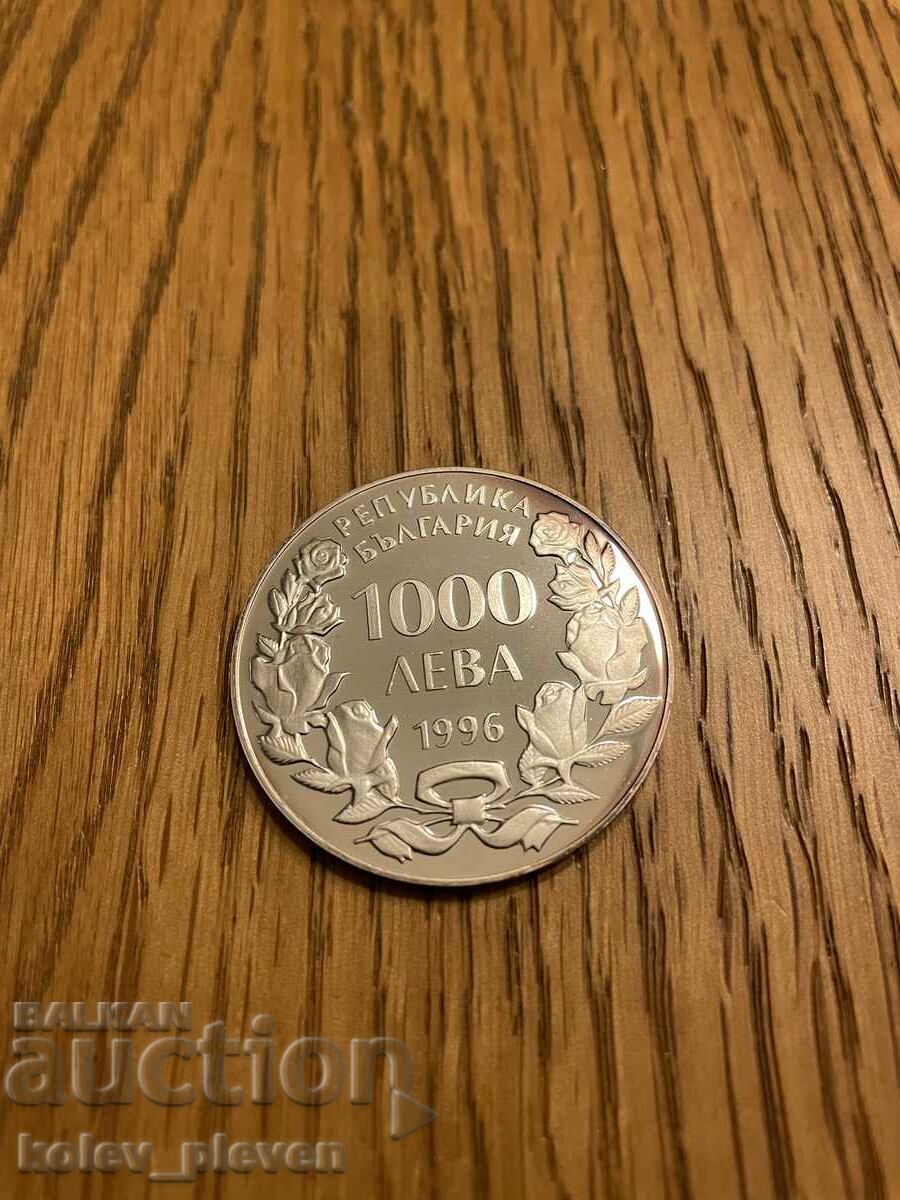 РЕПУБЛИКА
БЪЛГАРИЯ
1000
ЛЕВА
1996
BALKAN
auction
kolev_pleven